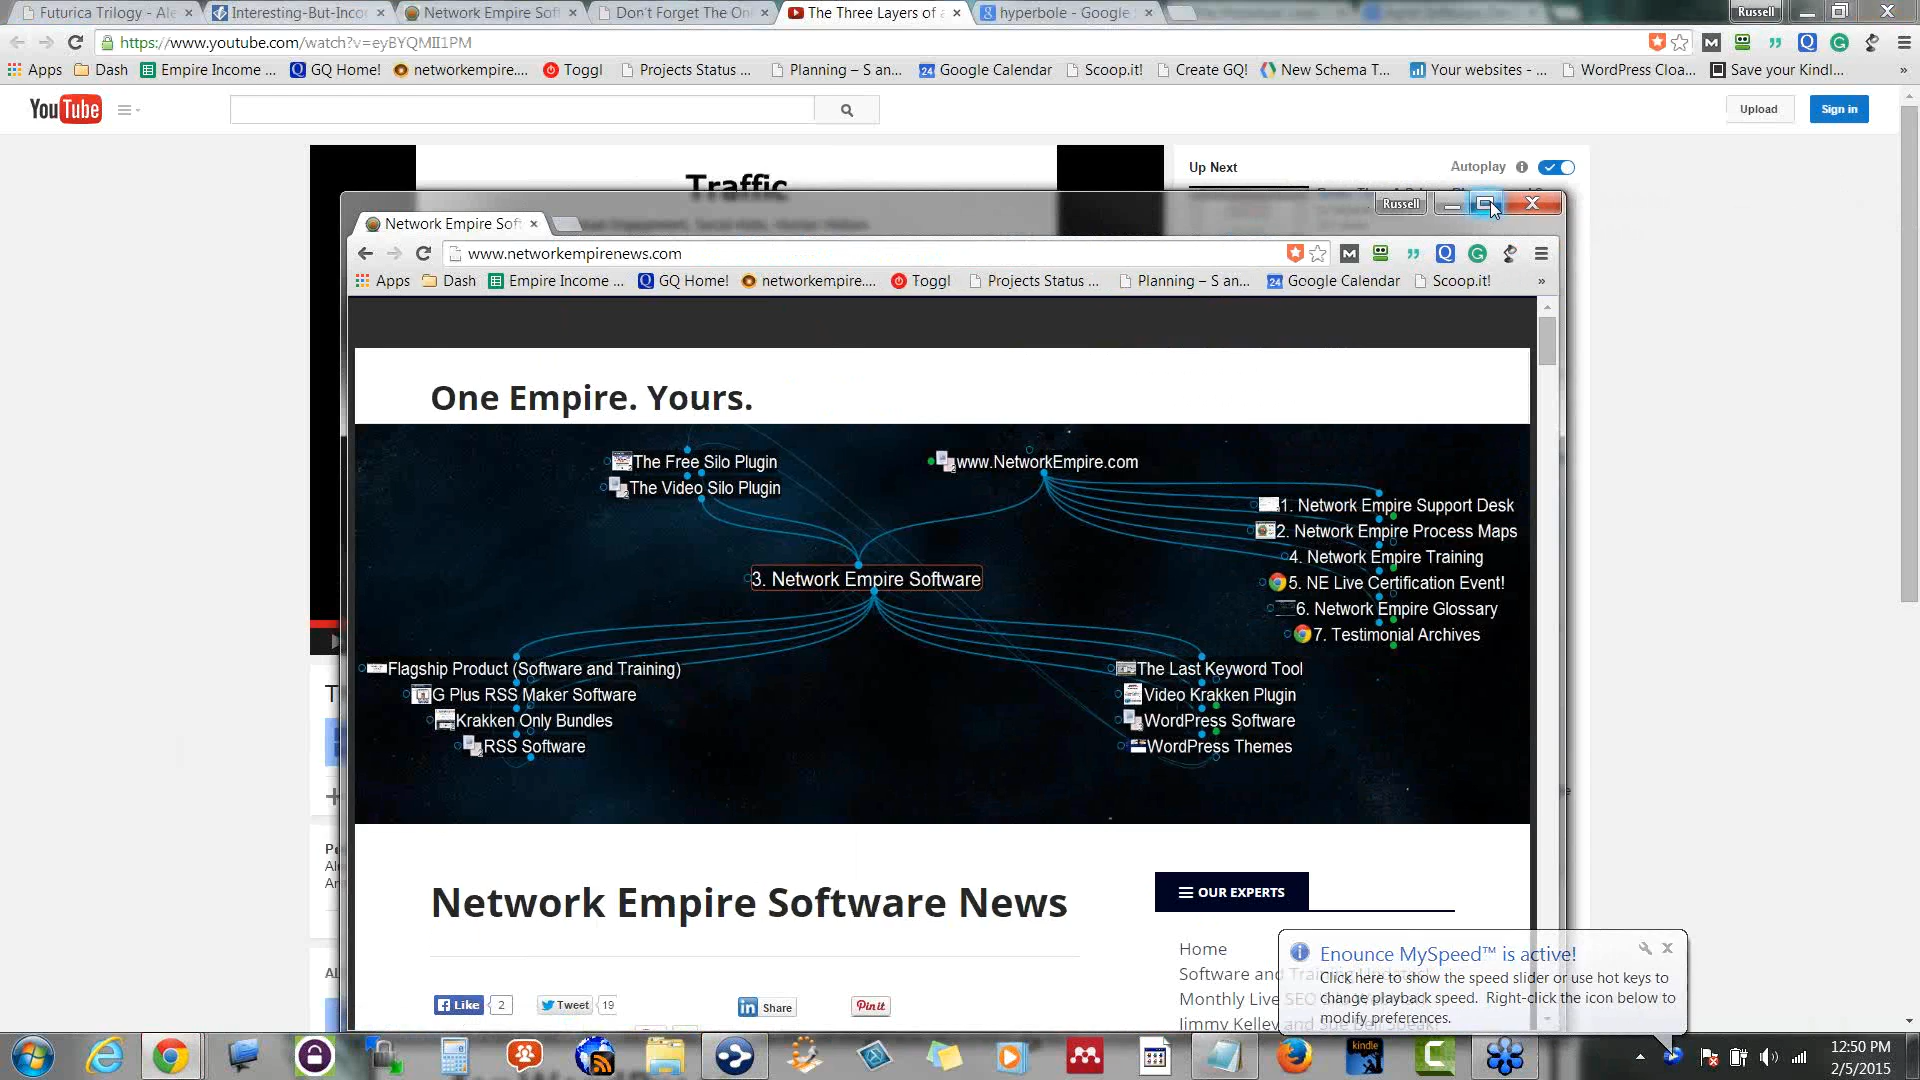 Futurica Trilogy - Ale
Interesting-But-Inco
Network Empire Sof
Don't Forget The On
The Three Layers of
hyperbole - Google
Russell
https://www.youtube.com/watch?v=eyBYQMII1PM
Apps
Dash
Empire Income ...
GQ Home!
networkempire....
Toggl
Projects Status ...
Planning – S an...
Google Calendar
Scoop.it!
Create GQ!
New Schema T...
Your websites - ...
WordPress Cloa...
Save your Kindl...
YouTube
Upload
Sign in
Traffic
Up Next
Autoplay
Russell
Network Empire Sof
www.networkempirenews.com
Apps
Dash
Empire Income ...
GQ Home!
networkempire....
Toggl
Projects Status ...
Planning – S an...
Google Calendar
Scoop.it!
One Empire. Yours.
The Free Silo Plugin
The Video Silo Plugin
www.NetworkEmpire.com
1. Network Empire Support Desk
2. Network Empire Process Maps
4. Network Empire Training
5. NE Live Certification Event!
6. Network Empire Glossary
7. Testimonial Archives
3. Network Empire Software
Flagship Product (Software and Training)
G Plus RSS Maker Software
Krakken Only Bundles
RSS Software
The Last Keyword Tool
Video Krakken Plugin
WordPress Software
WordPress Themes
Network Empire Software News
OUR EXPERTS
Home
Software and
Monthly Live SEO
Like 2
Tweet 19
Share
Pin it
Enounce MySpeed™ is active!
Click here to show the speed slider or use hot keys to
change playback speed. Right-click the icon below to
modify preferences.
kindle
12:50 PM
2/5/2015